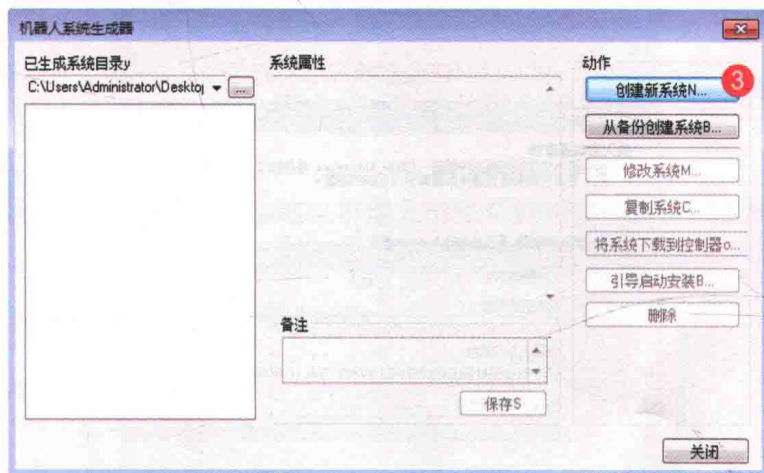 机器人系统生成器
已生成系统目录y
C:\Users\Administrator\Desktop
...
系统属性
备注
保存S
动作
创建新系统N...
3
从备份创建系统B...
修改系统M...
复制系统C...
将系统下载到控制器o...
引导启动安装B...
删除
关闭